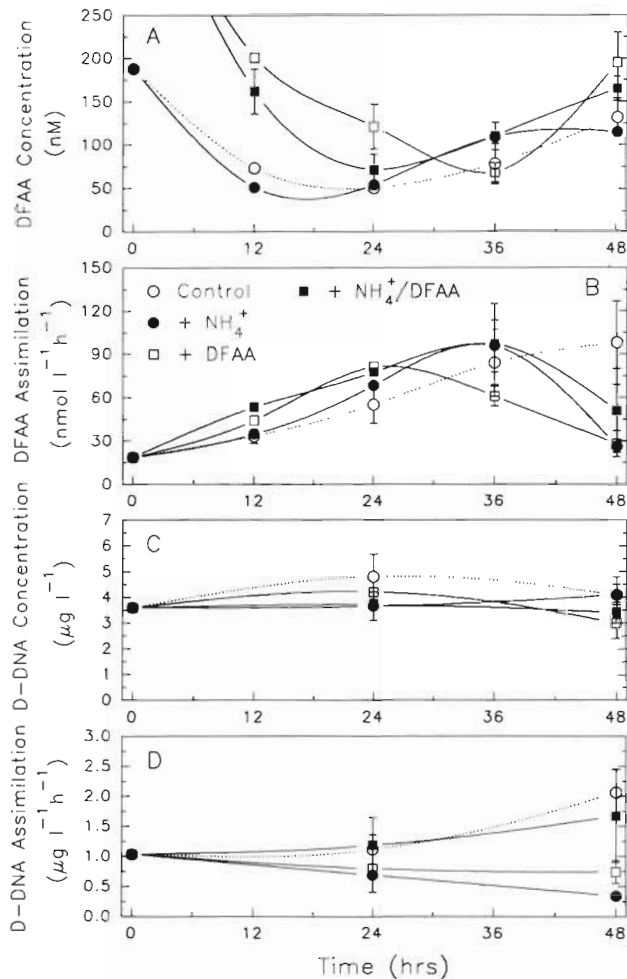 DFAA Concentration
(nM)
A
250
200
150
100
50
0
0 12 24 36 48
DFAA Assimilation
(nmol l⁻¹h⁻¹)
B
150
120
90
60
30
0
○ Control ■ + NH₄⁺/DFAA
● + NH₄⁺
□ + DFAA
0 12 24 36 48
D-DNA Concentration
(µg l⁻¹)
C
7
6
5
4
3
2
1
0
0 12 24 36 48
D-DNA Assimilation
(µg l⁻¹h⁻¹)
D
3.0
2.5
2.0
1.5
1.0
0.5
0.0
0 12 24 36 48
Time (hrs)